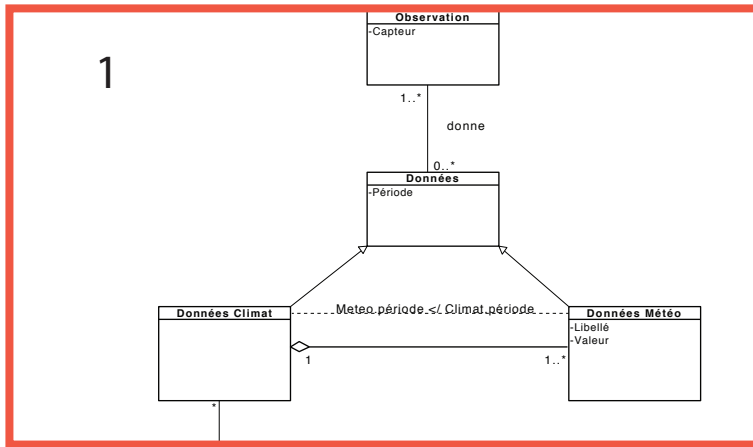 Observation
-Capteur
1
1..*
donne
0..*
Données
-Période
Meteo.période </ Climat.période
Données Climat
Données Météo
-Libellé
-Valeur
1
1..*
*